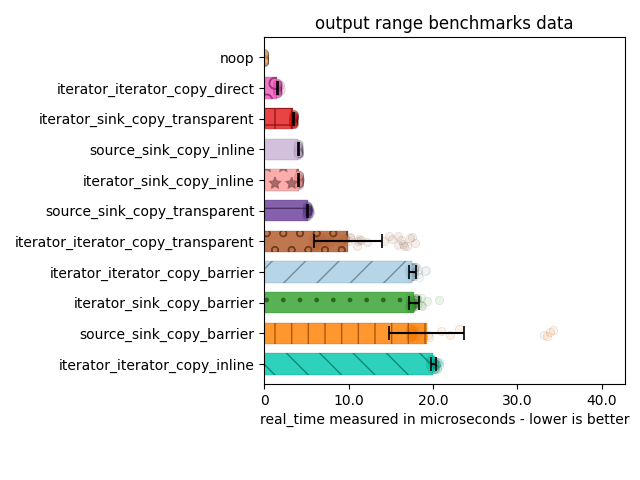 output range benchmarks data
noop
iterator_iterator_copy_direct
iterator_sink_copy_transparent
source_sink_copy_inline
iterator_sink_copy_inline
source_sink_copy_transparent
iterator_iterator_copy_transparent
iterator_iterator_copy_barrier
iterator_sink_copy_barrier
source_sink_copy_barrier
iterator_iterator_copy_inline
0 10.0 20.0 30.0 40.0
real_time measured in microseconds - lower is better